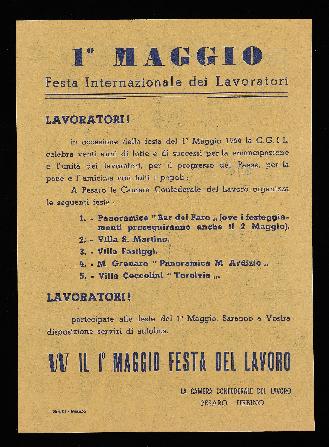 1° MAGGIO
Festa Internazionale dei Lavoratori
LAVORATORI!
in occasione della festa del 1° Maggio 1964 la C.G.I.L.
celebra venti anni di lotte e di successi per la emancipazione
e l'unità dei lavoratori, per il progresso del Paese, per la
pace e l'amicizia con tutti i popoli;
A Pesaro la Camera Confederale del Lavoro organizza
le seguenti feste:
1. - Panoramica "Bar del Faro" (ove i festeggia-
menti proseguiranno anche il 2 Maggio).
2. - Villa S. Martino.
3. - Villa Fastiggi.
4. - M. Granaro "Panoramica M. Ardizio".
5. - Villa Ceccolini
LAVORATORI!
partecipate alle feste del 1° Maggio. Saranno a Vostra
disposizione servizi di autobus.
W IL 1° MAGGIO FESTA DEL LAVORO
LA CAMERA CONFEDERALE DEL LAVORO
PESARO - URBINO